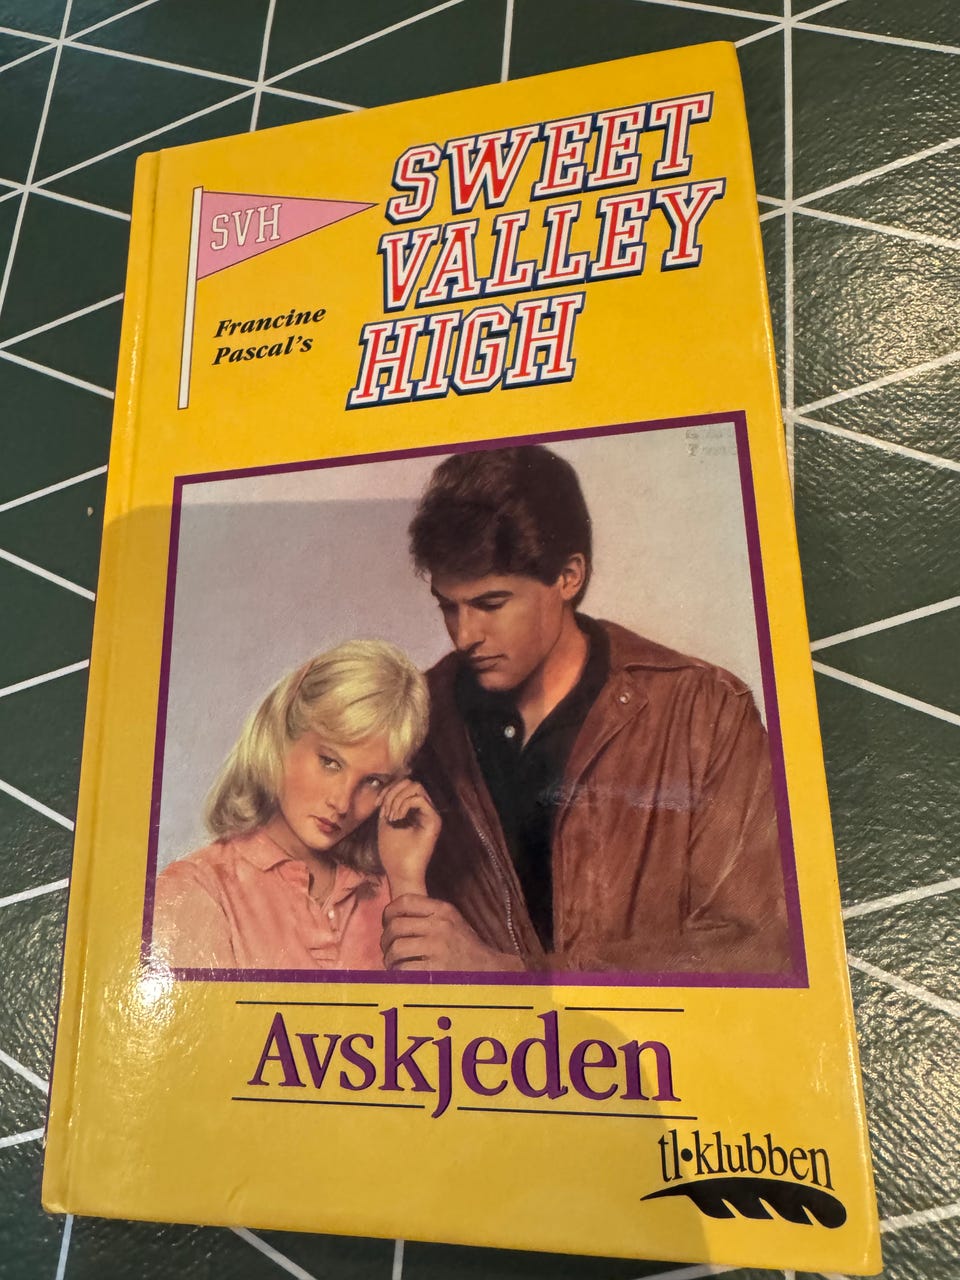 SVH
SWEET
VALLEY
HIGH
Francine
Pascal's
Avskjeden
tl•klubben